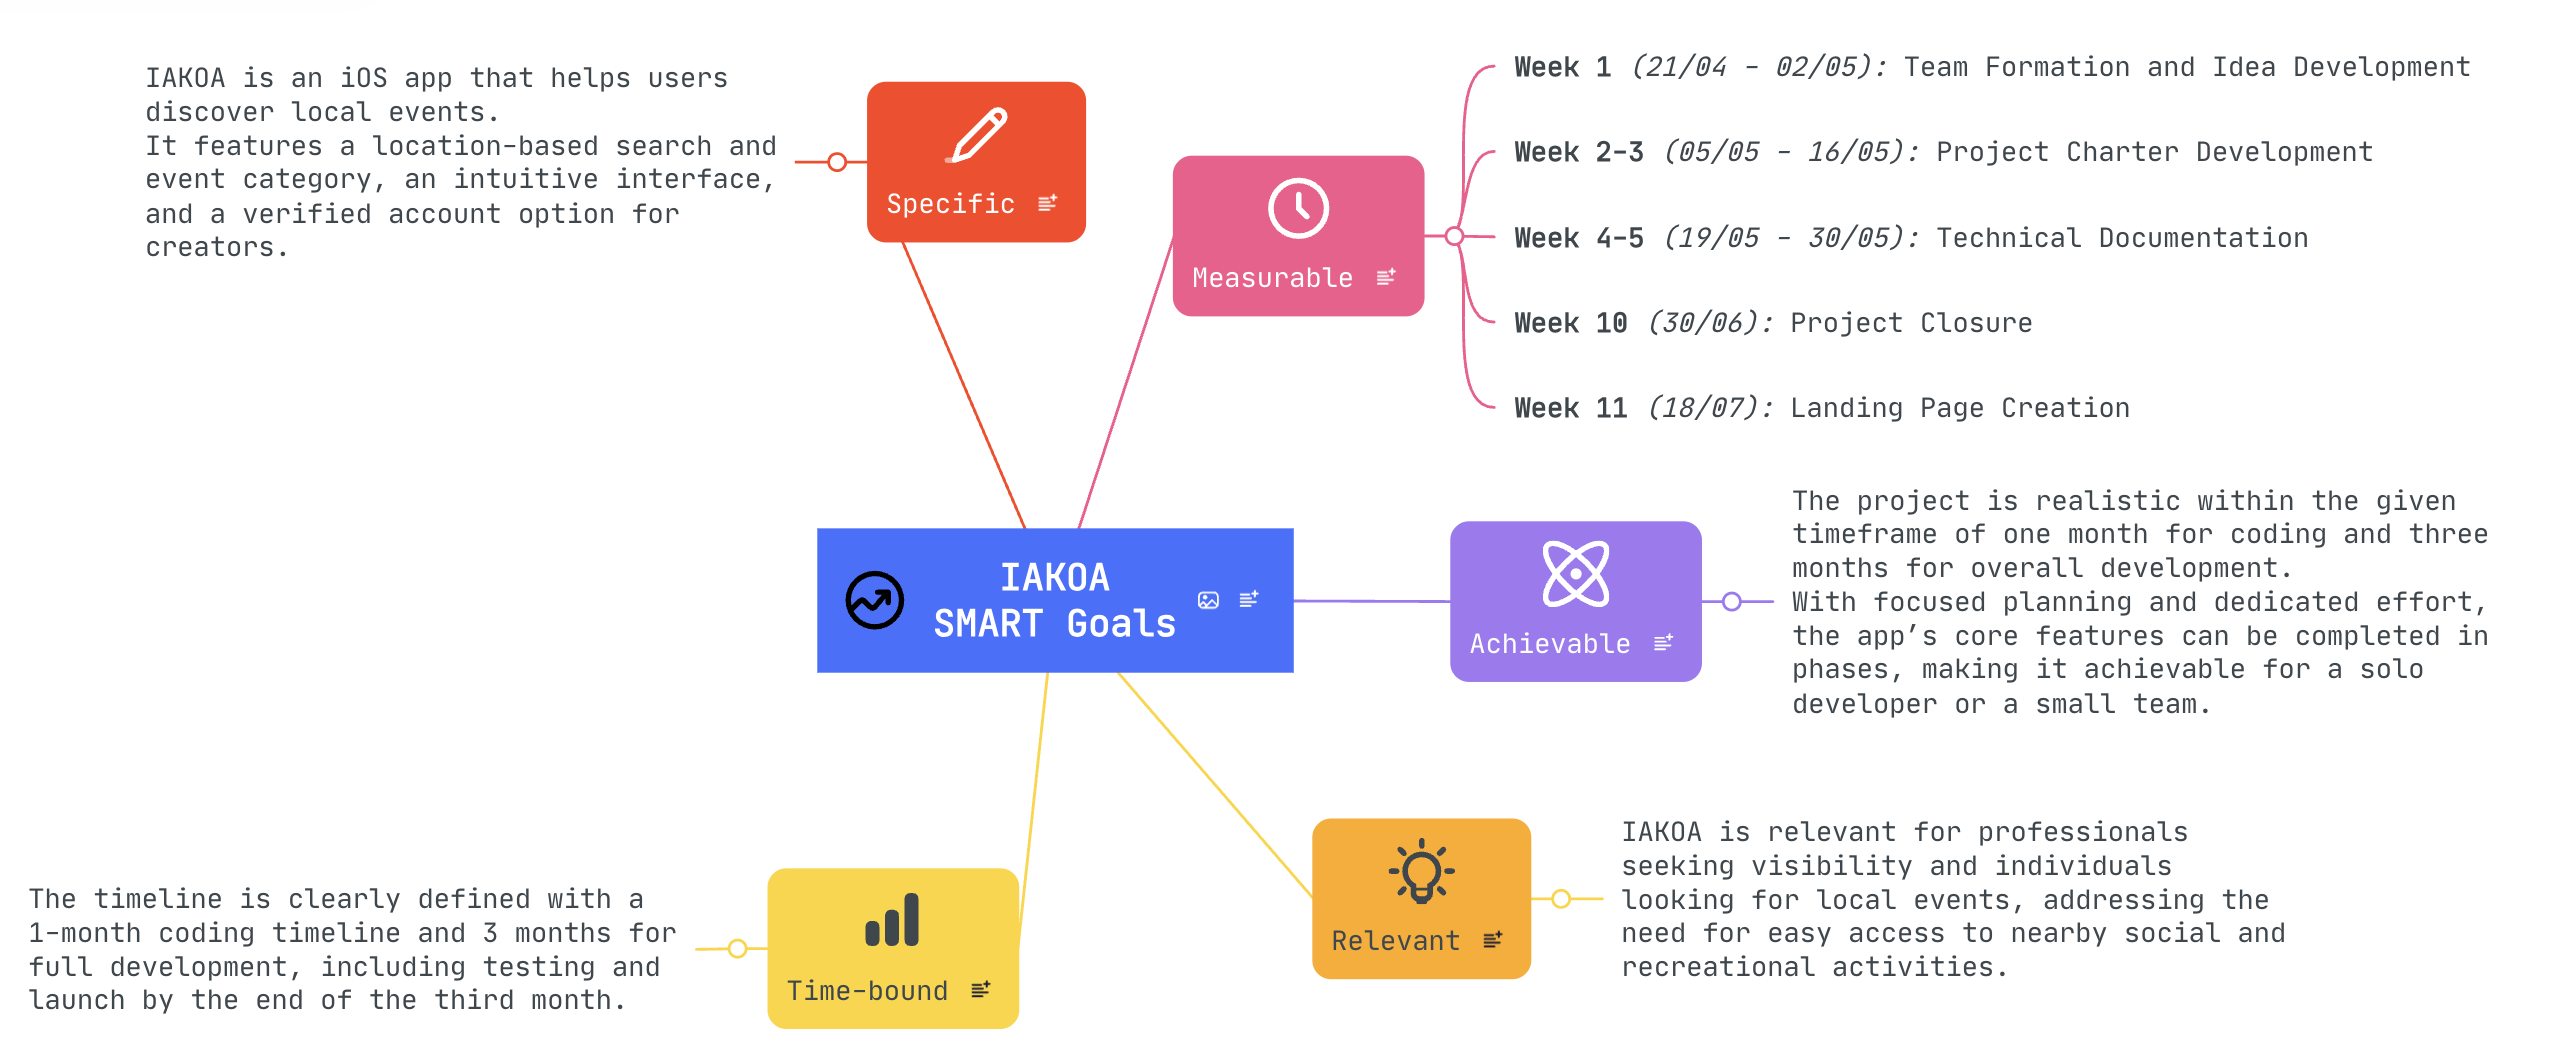 IAKOA
SMART Goals
Specific
IAKOA is an iOS app that helps users
discover local events.
It features a location-based search and
event category, an intuitive interface,
and a verified account option for
creators.
Measurable
Week 1 (21/04 - 02/05): Team Formation and Idea Development
Week 2-3 (05/05 - 16/05): Project Charter Development
Week 4-5 (19/05 - 30/05): Technical Documentation
Week 10 (30/06): Project Closure
Week 11 (18/07): Landing Page Creation
Achievable
The project is realistic within the given
timeframe of one month for coding and three
months for overall development.
With focused planning and dedicated effort,
the app’s core features can be completed in
phases, making it achievable for a solo
developer or a small team.
Relevant
IAKOA is relevant for professionals
seeking visibility and individuals
looking for local events, addressing the
need for easy access to nearby social and
recreational activities.
Time-bound
The timeline is clearly defined with a
1-month coding timeline and 3 months for
full development, including testing and
launch by the end of the third month.